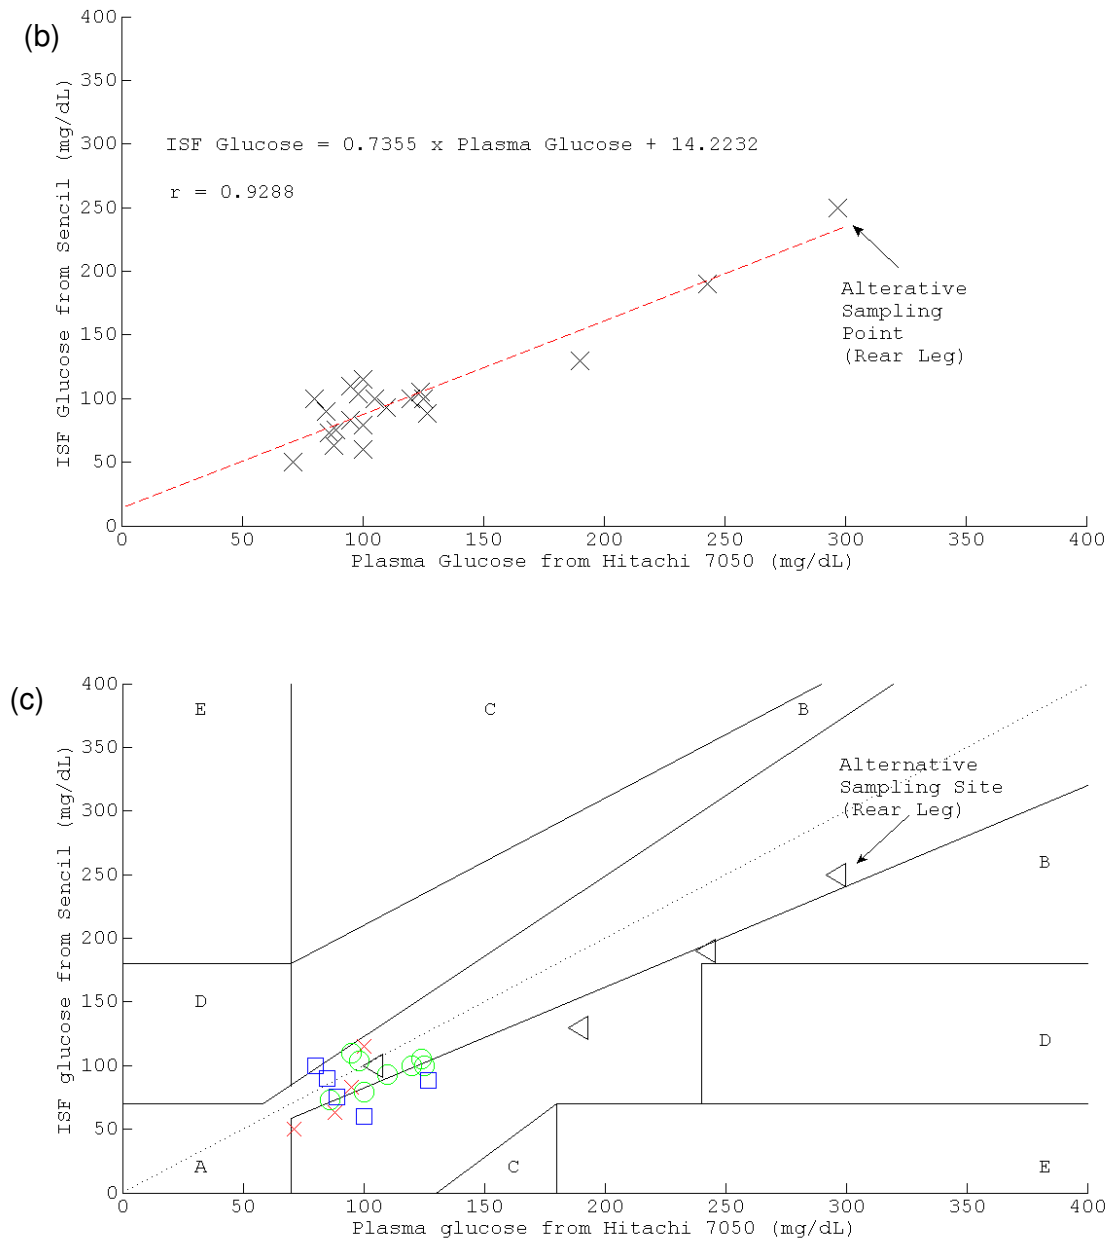 (b)
400
350
300
250
200
150
100
50
0
ISF Glucose from Sencil (mg/dL)
ISF Glucose = 0.7355 x Plasma Glucose + 14.2232
r = 0.9288
Alterative
Sampling
Point
(Rear Leg)
0 50 100 150 200 250 300 350 400
Plasma Glucose from Hitachi 7050 (mg/dL)
(c)
400
350
300
250
200
150
100
50
0
ISF glucose from Sencil (mg/dL)
E C B
Alternative
Sampling Site
(Rear Leg)
B
D
D
A C E
0 50 100 150 200 250 300 350 400
Plasma glucose from Hitachi 7050 (mg/dL)